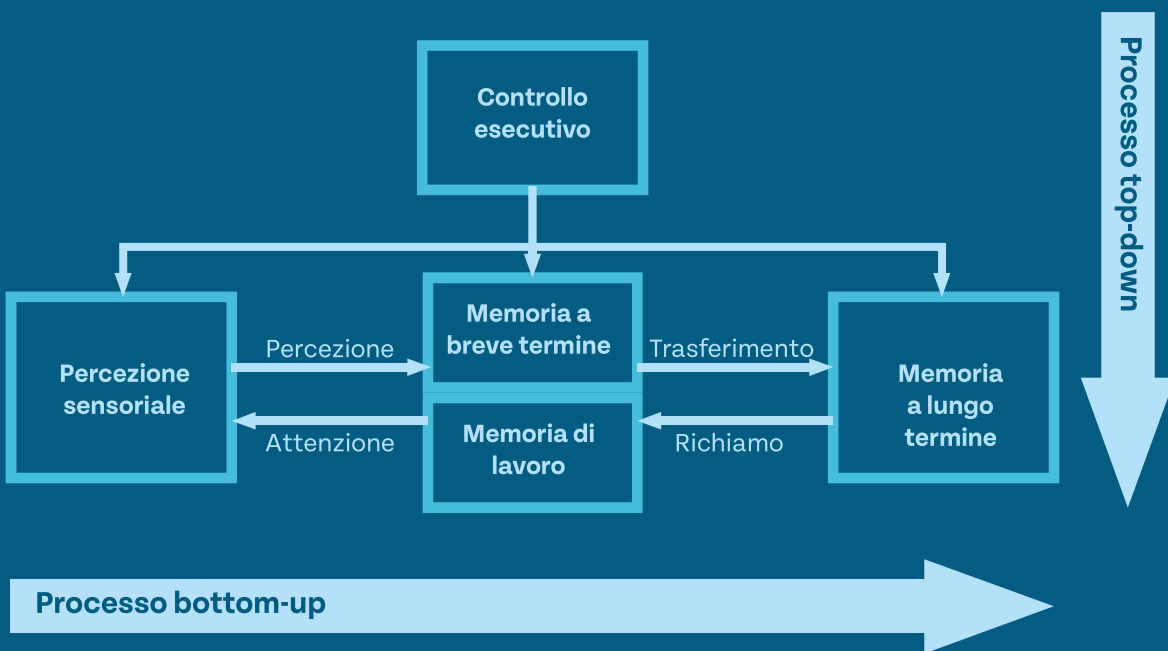 Controllo
esecutivo
Processo top-down
Percezione
sensoriale
Percezione
Attenzione
Memoria a
breve termine
Memoria di
lavoro
Trasferimento
Richiamo
Memoria
a lungo
termine
Processo bottom-up